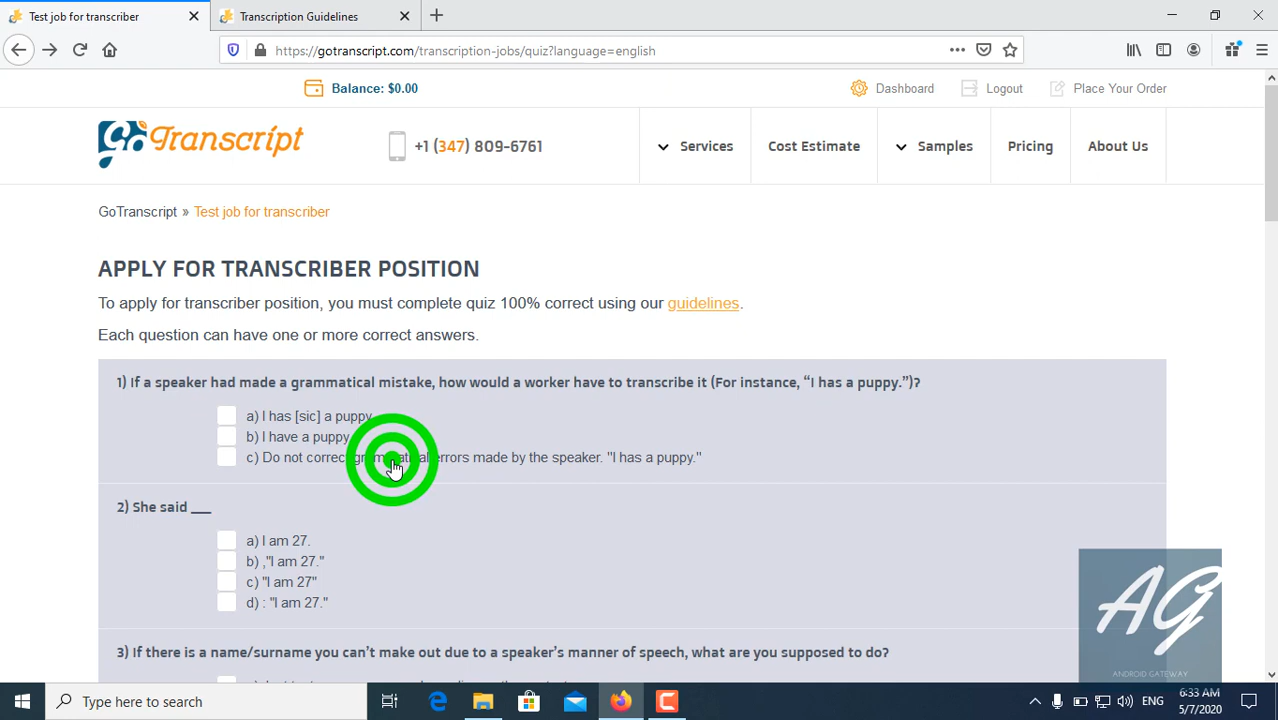 Test job for transcriber
Transcription Guidelines
https://gotranscript.com/transcription-jobs/quiz?language=english
Balance: $0.00
Dashboard
Logout
Place Your Order
GoTranscript
+1 (347) 809-6761
Services
Cost Estimate
Samples
Pricing
About Us
GoTranscript » Test job for transcriber
APPLY FOR TRANSCRIBER POSITION
To apply for transcriber position, you must complete quiz 100% correct using our guidelines.
Each question can have one or more correct answers.
1) If a speaker had made a grammatical mistake, how would a worker have to transcribe it (For instance, “I has a puppy.”)?
a) I has [sic] a puppy
b) I have a puppy
c) Do not correct grammatical errors made by the speaker. "I has a puppy."
2) She said ___
a) I am 27.
b) ,"I am 27."
c) "I am 27"
d) : "I am 27."
3) If there is a name/surname you can’t make out due to a speaker’s manner of speech, what are you supposed to do?
AG
ANDROID GATEWAY
Type here to search
ENG
6:33 AM
5/7/2020